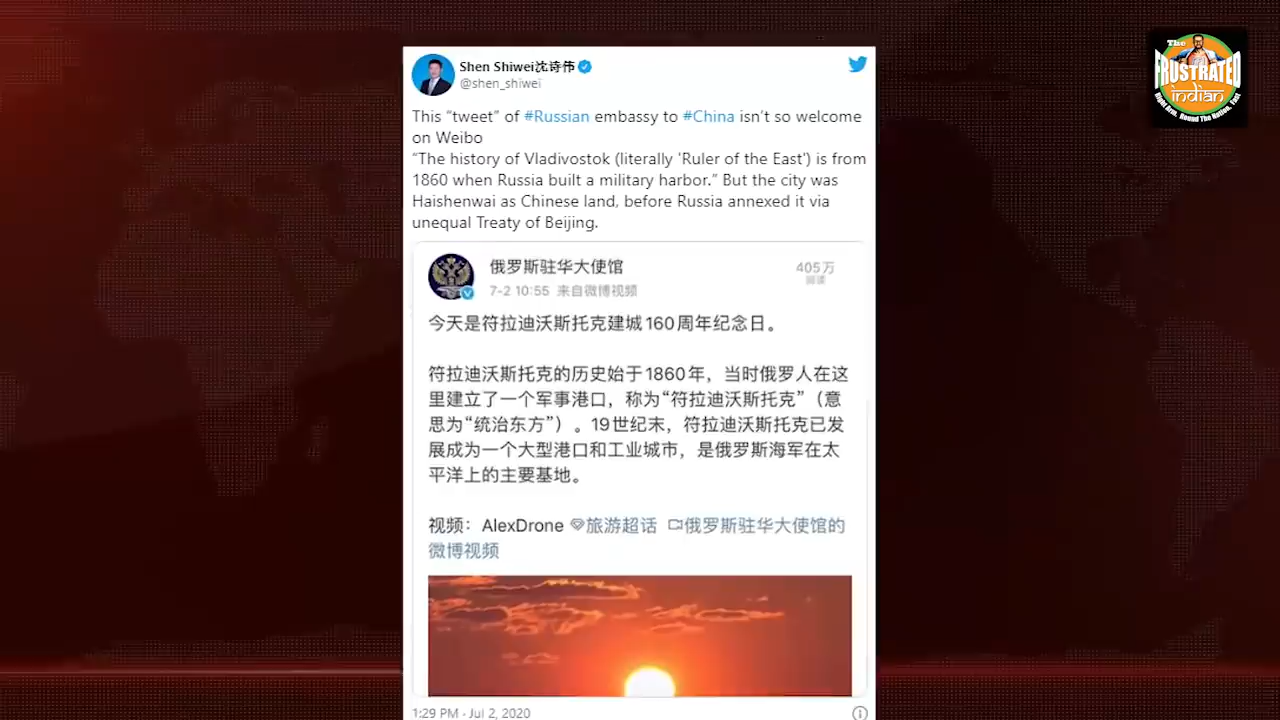 The
FRUSTRATED
indian
Shen Shiwei沈诗伟
@shen_shiwei
This “tweet” of #Russian embassy to #China isn’t so welcome
on Weibo
“The history of Vladivostok (literally 'Ruler of the East') is from
1860 when Russia built a military harbor.” But the city was
Haishenwai as Chinese land, before Russia annexed it via
unequal Treaty of Beijing.
俄罗斯驻华大使馆
405万
阅读
7-2 10:55 来自微博视频
今天是符拉迪沃斯托克建城160周年纪念日。
符拉迪沃斯托克的历史始于1860年，当时俄罗人在这
里建立了一个军事港口，称为“符拉迪沃斯托克”（意
思为“统治东方”）。19世纪末，符拉迪沃斯托克已发
展成为一个大型港口和工业城市，是俄罗斯海军在太
平洋上的主要基地。
视频：AlexDrone 旅游超话 俄罗斯驻华大使馆的
微博视频
1:29 PM · Jul 2, 2020